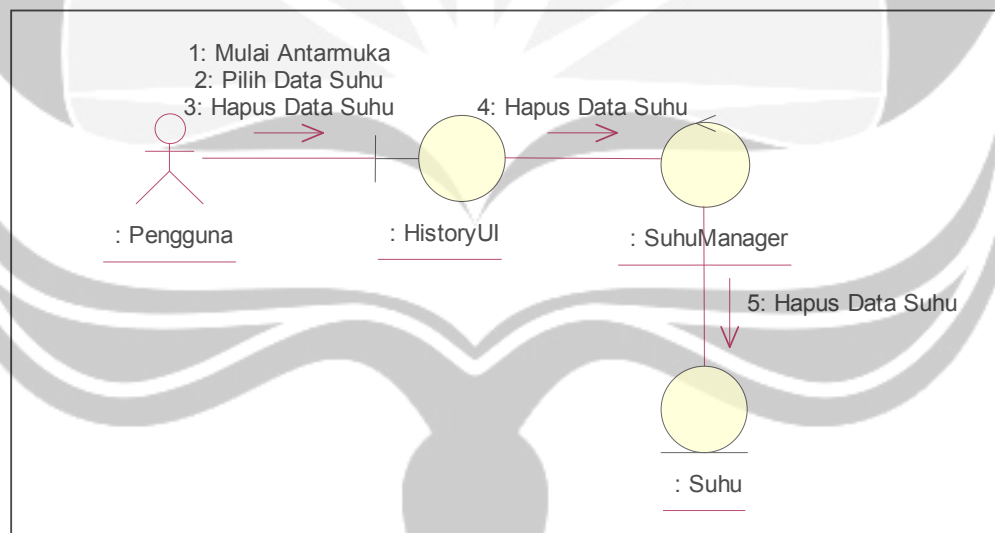 1: Mulai Antarmuka
2: Pilih Data Suhu
3: Hapus Data Suhu
4: Hapus Data Suhu
: Pengguna
: HistoryUI
: SuhuManager
5: Hapus Data Suhu
: Suhu